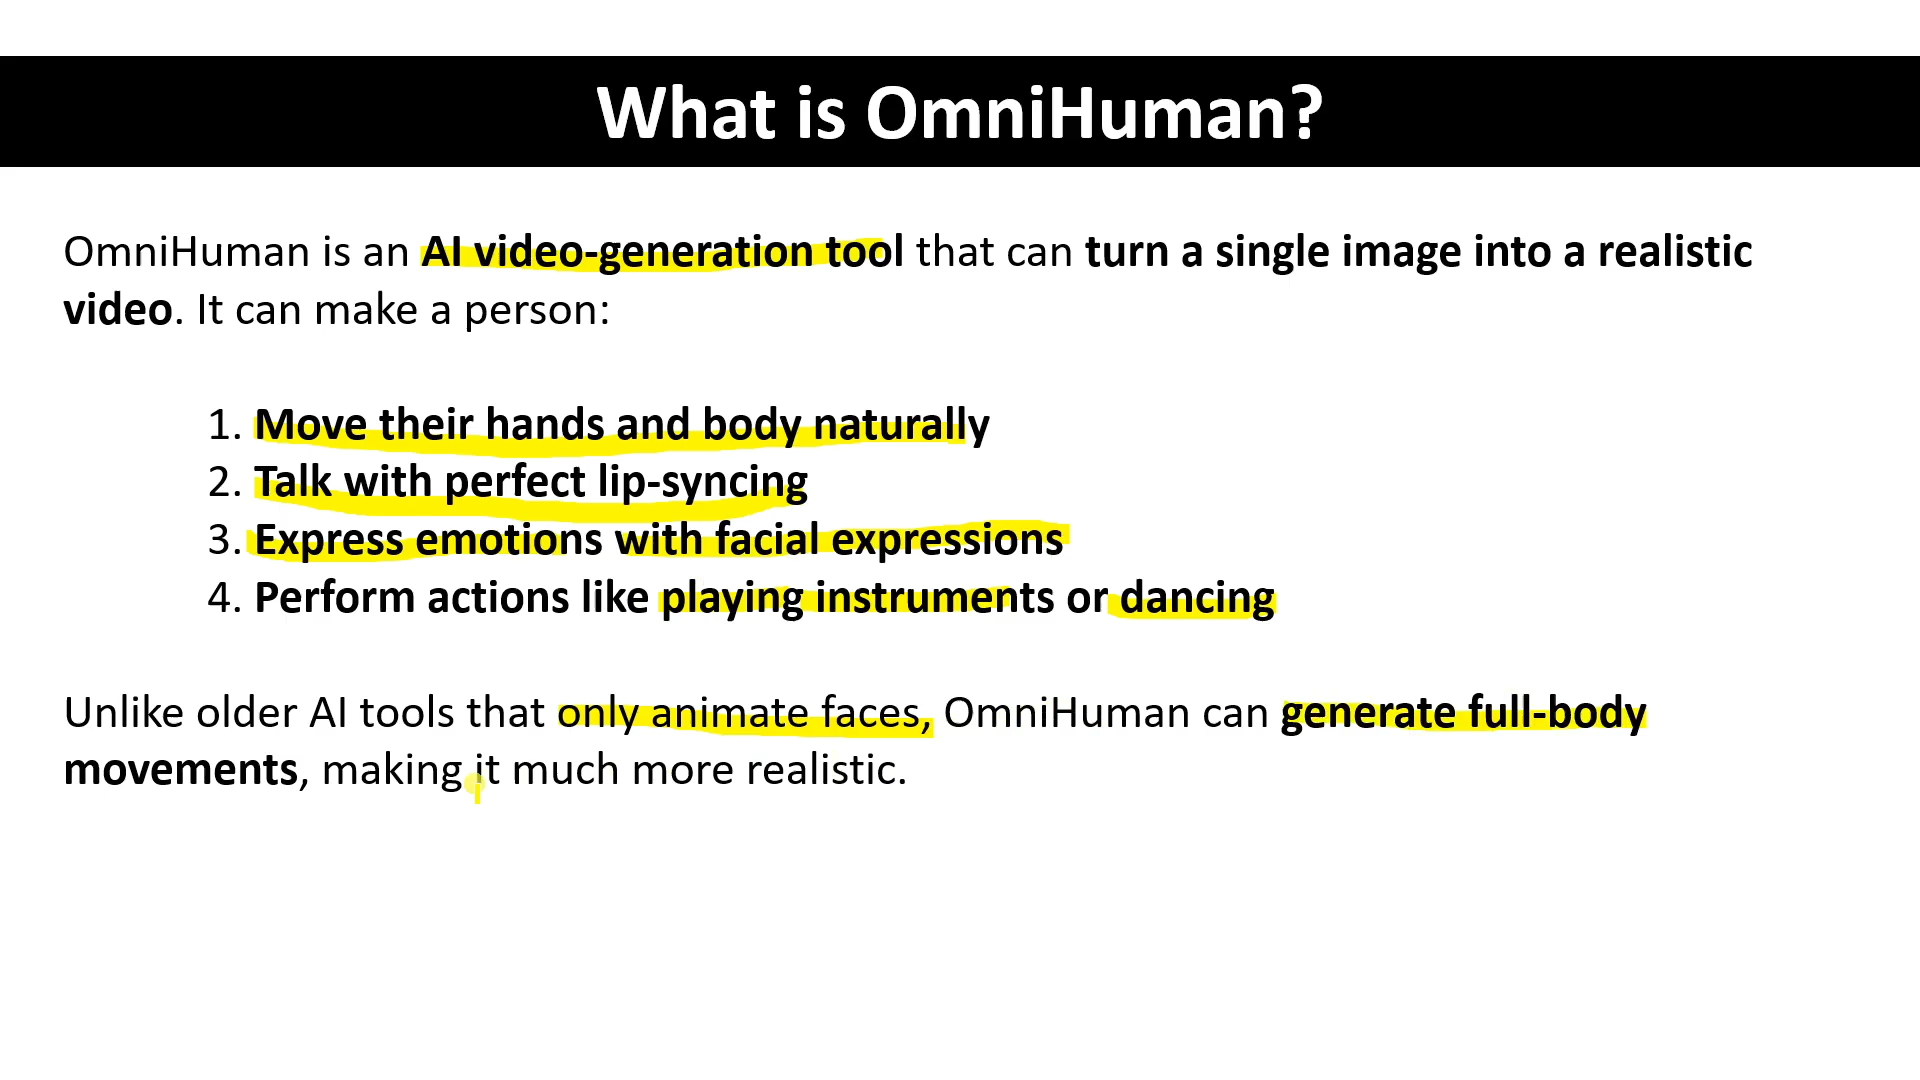 What is OmniHuman?
OmniHuman is an AI video-generation tool that can turn a single image into a realistic
video. It can make a person:
1. Move their hands and body naturally
2. Talk with perfect lip-syncing
3. Express emotions with facial expressions
4. Perform actions like playing instruments or dancing
Unlike older AI tools that only animate faces, OmniHuman can generate full-body
movements, making it much more realistic.